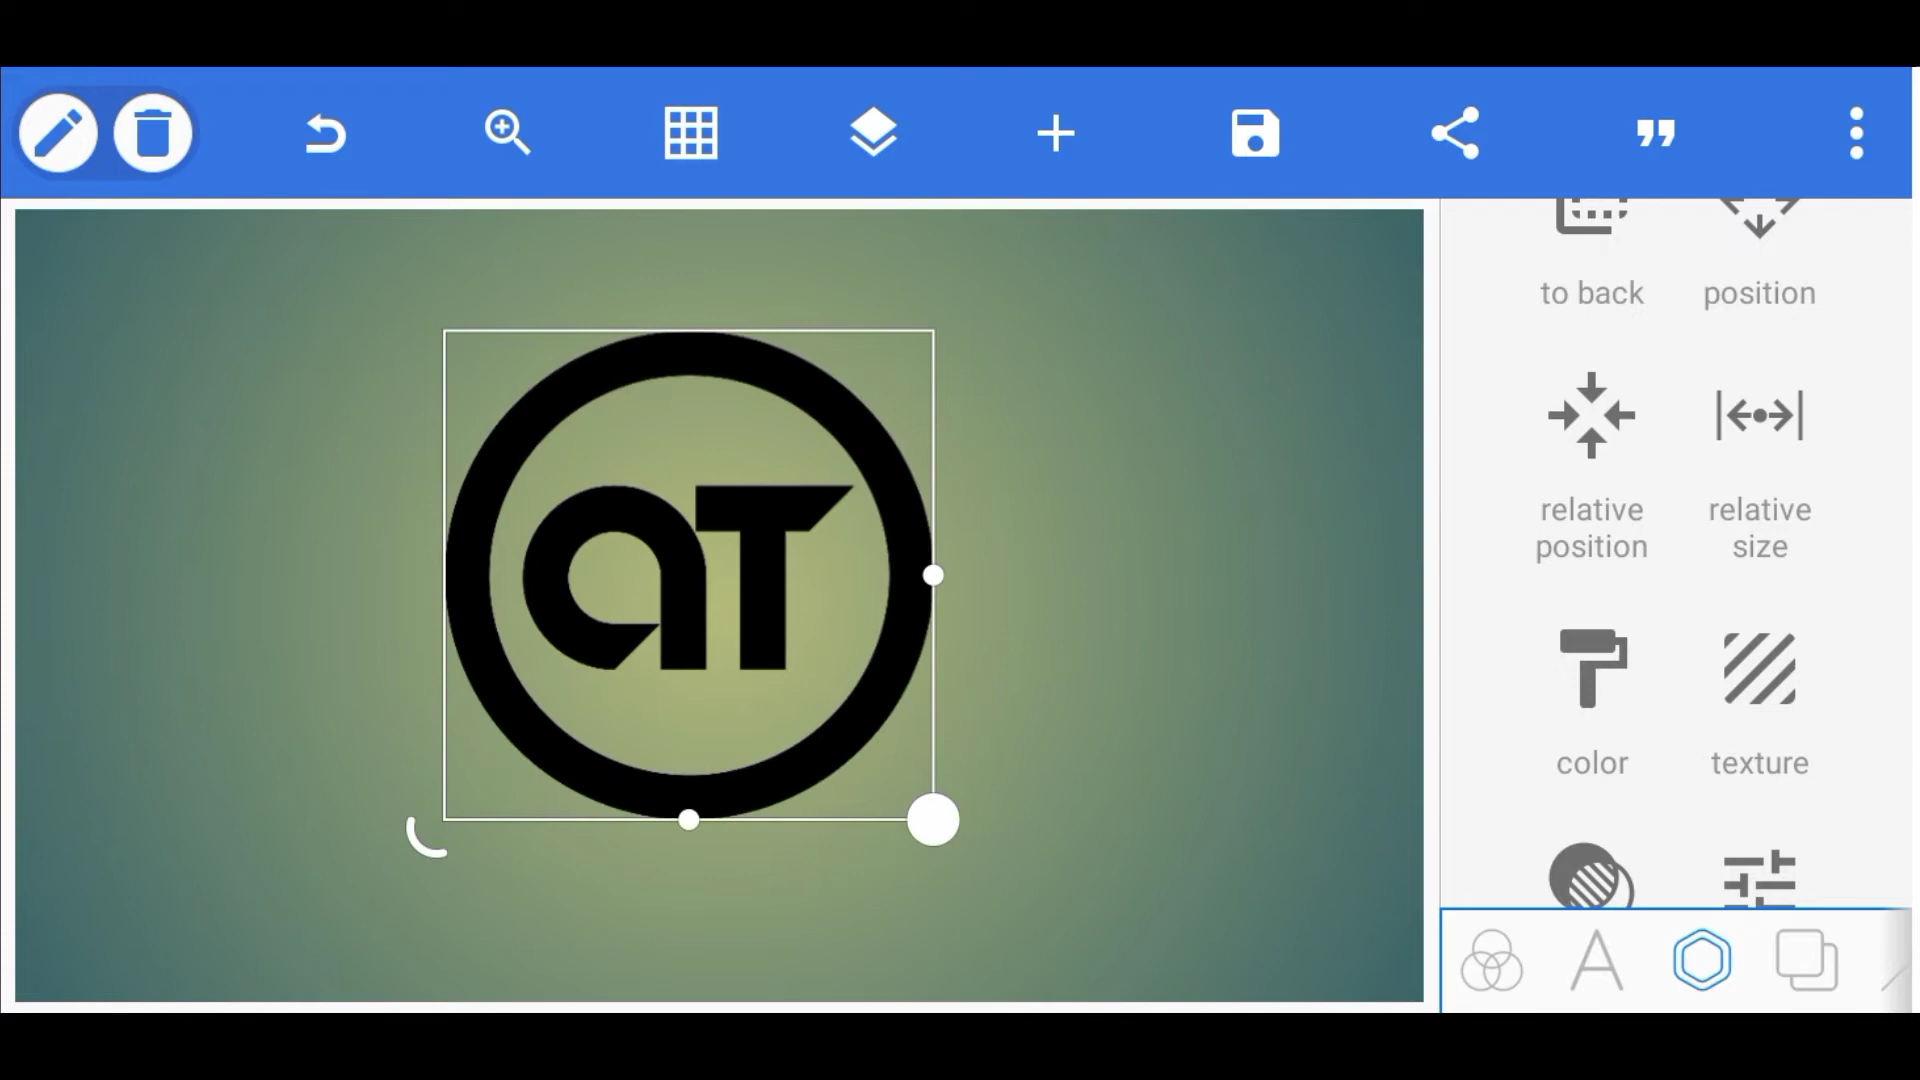 to back
position
aT
relative
position
relative
size
color
texture
A